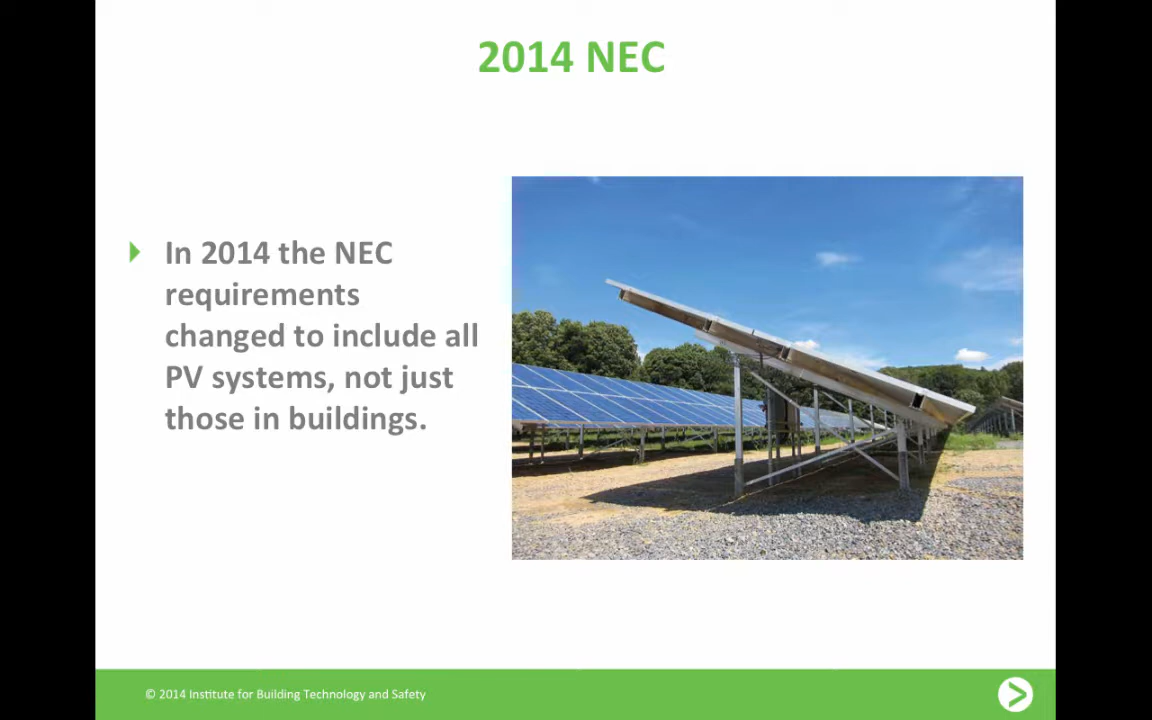 2014 NEC
In 2014 the NEC
requirements
changed to include all
PV systems, not just
those in buildings.
© 2014 Institute for Building Technology and Safety